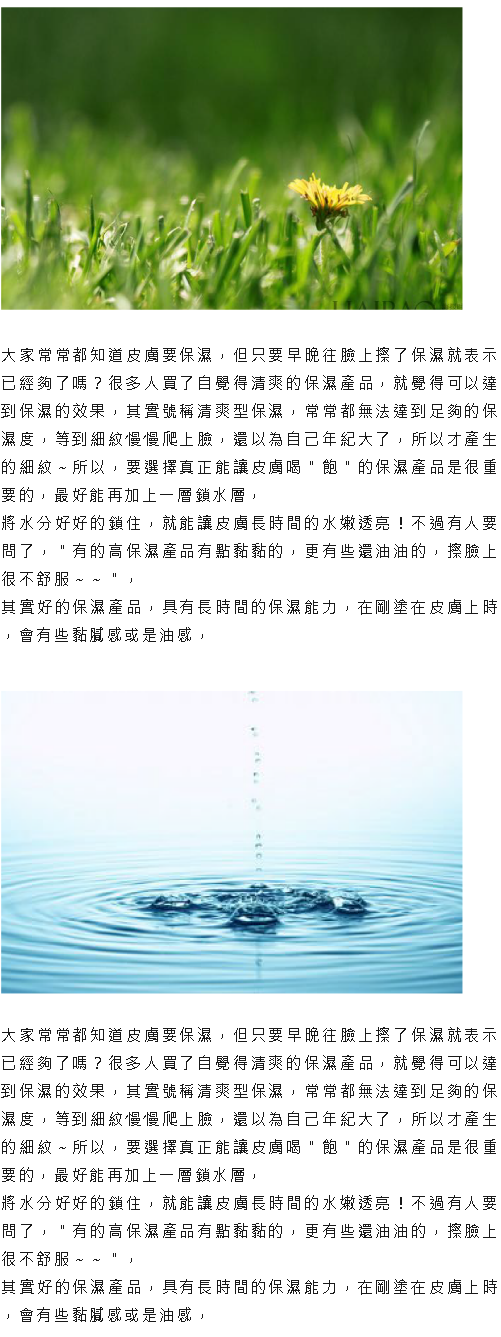 大家常常都知道皮膚要保濕，但只要早晚往臉上擦了保濕就表示
已經夠了嗎？很多人買了自覺得清爽的保濕產品，就覺得可以達
到保濕的效果，其實號稱清爽型保濕，常常都無法達到足夠的保
濕度，等到細紋慢慢爬上臉，還以為自己年紀大了，所以才產生
的細紋～所以，要選擇真正能讓皮膚喝＂飽＂的保濕產品是很重
要的，最好能再加上一層鎖水層，
將水分好好的鎖住，就能讓皮膚長時間的水嫩透亮！不過有人要
問了，＂有的高保濕產品有點黏黏的，更有些還油油的，擦臉上
很不舒服～～＂，
其實好的保濕產品，具有長時間的保濕能力，在剛塗在皮膚上時
，會有些黏膩感或是油感，
大家常常都知道皮膚要保濕，但只要早晚往臉上擦了保濕就表示
已經夠了嗎？很多人買了自覺得清爽的保濕產品，就覺得可以達
到保濕的效果，其實號稱清爽型保濕，常常都無法達到足夠的保
濕度，等到細紋慢慢爬上臉，還以為自己年紀大了，所以才產生
的細紋～所以，要選擇真正能讓皮膚喝＂飽＂的保濕產品是很重
要的，最好能再加上一層鎖水層，
將水分好好的鎖住，就能讓皮膚長時間的水嫩透亮！不過有人要
問了，＂有的高保濕產品有點黏黏的，更有些還油油的，擦臉上
很不舒服～～＂，
其實好的保濕產品，具有長時間的保濕能力，在剛塗在皮膚上時
，會有些黏膩感或是油感，